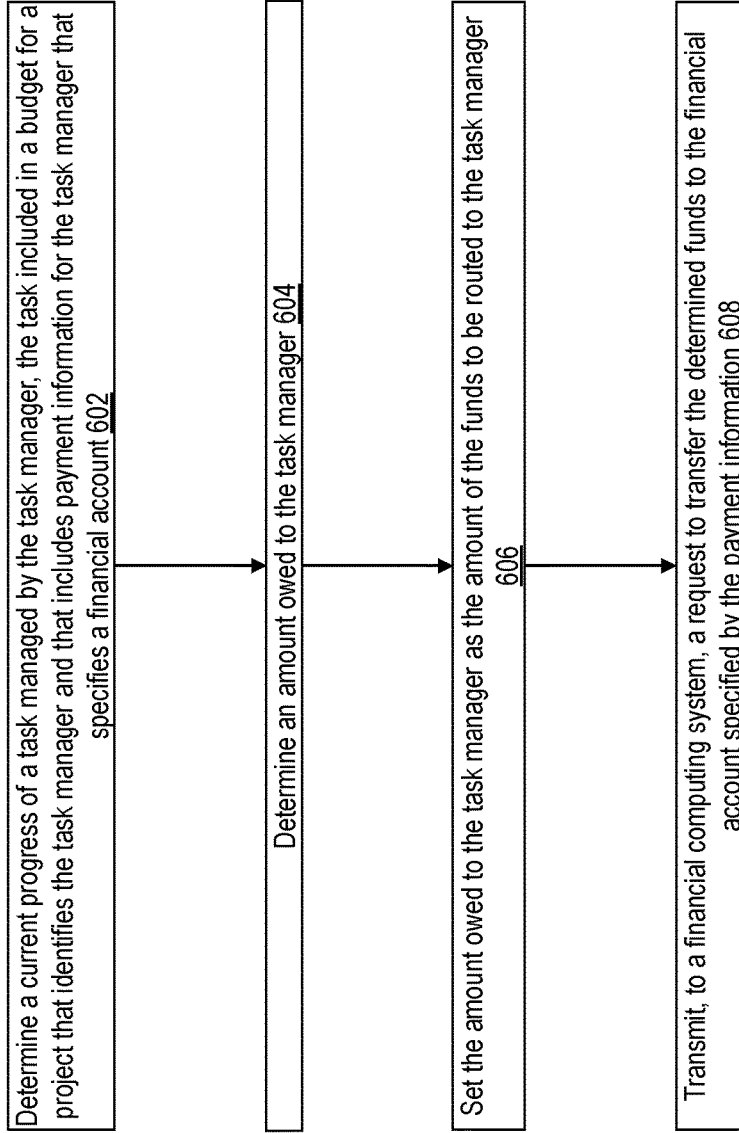 Determine a current progress of a task managed by the task manager, the task included in a budget for a
project that identifies the task manager and that includes payment information for the task manager that
specifies a financial account 602
Determine an amount owed to the task manager 604
Set the amount owed to the task manager as the amount of the funds to be routed to the task manager
606
Transmit, to a financial computing system, a request to transfer the determined funds to the financial
account specified by the payment information 608